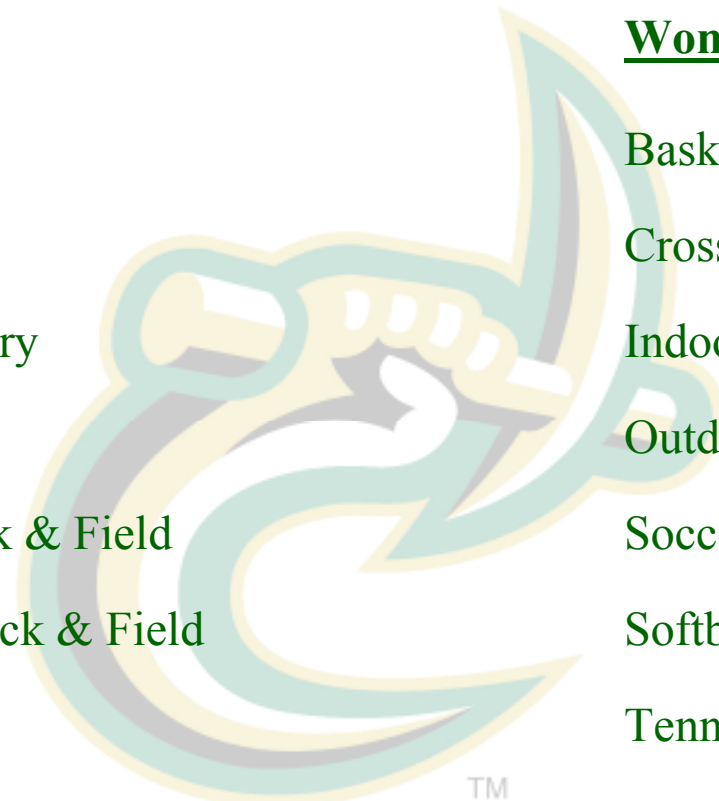 Won
Bask
Cross
ry Indoo
Outd
k & Field Socc
ck & Field Softb
Tenn
TM